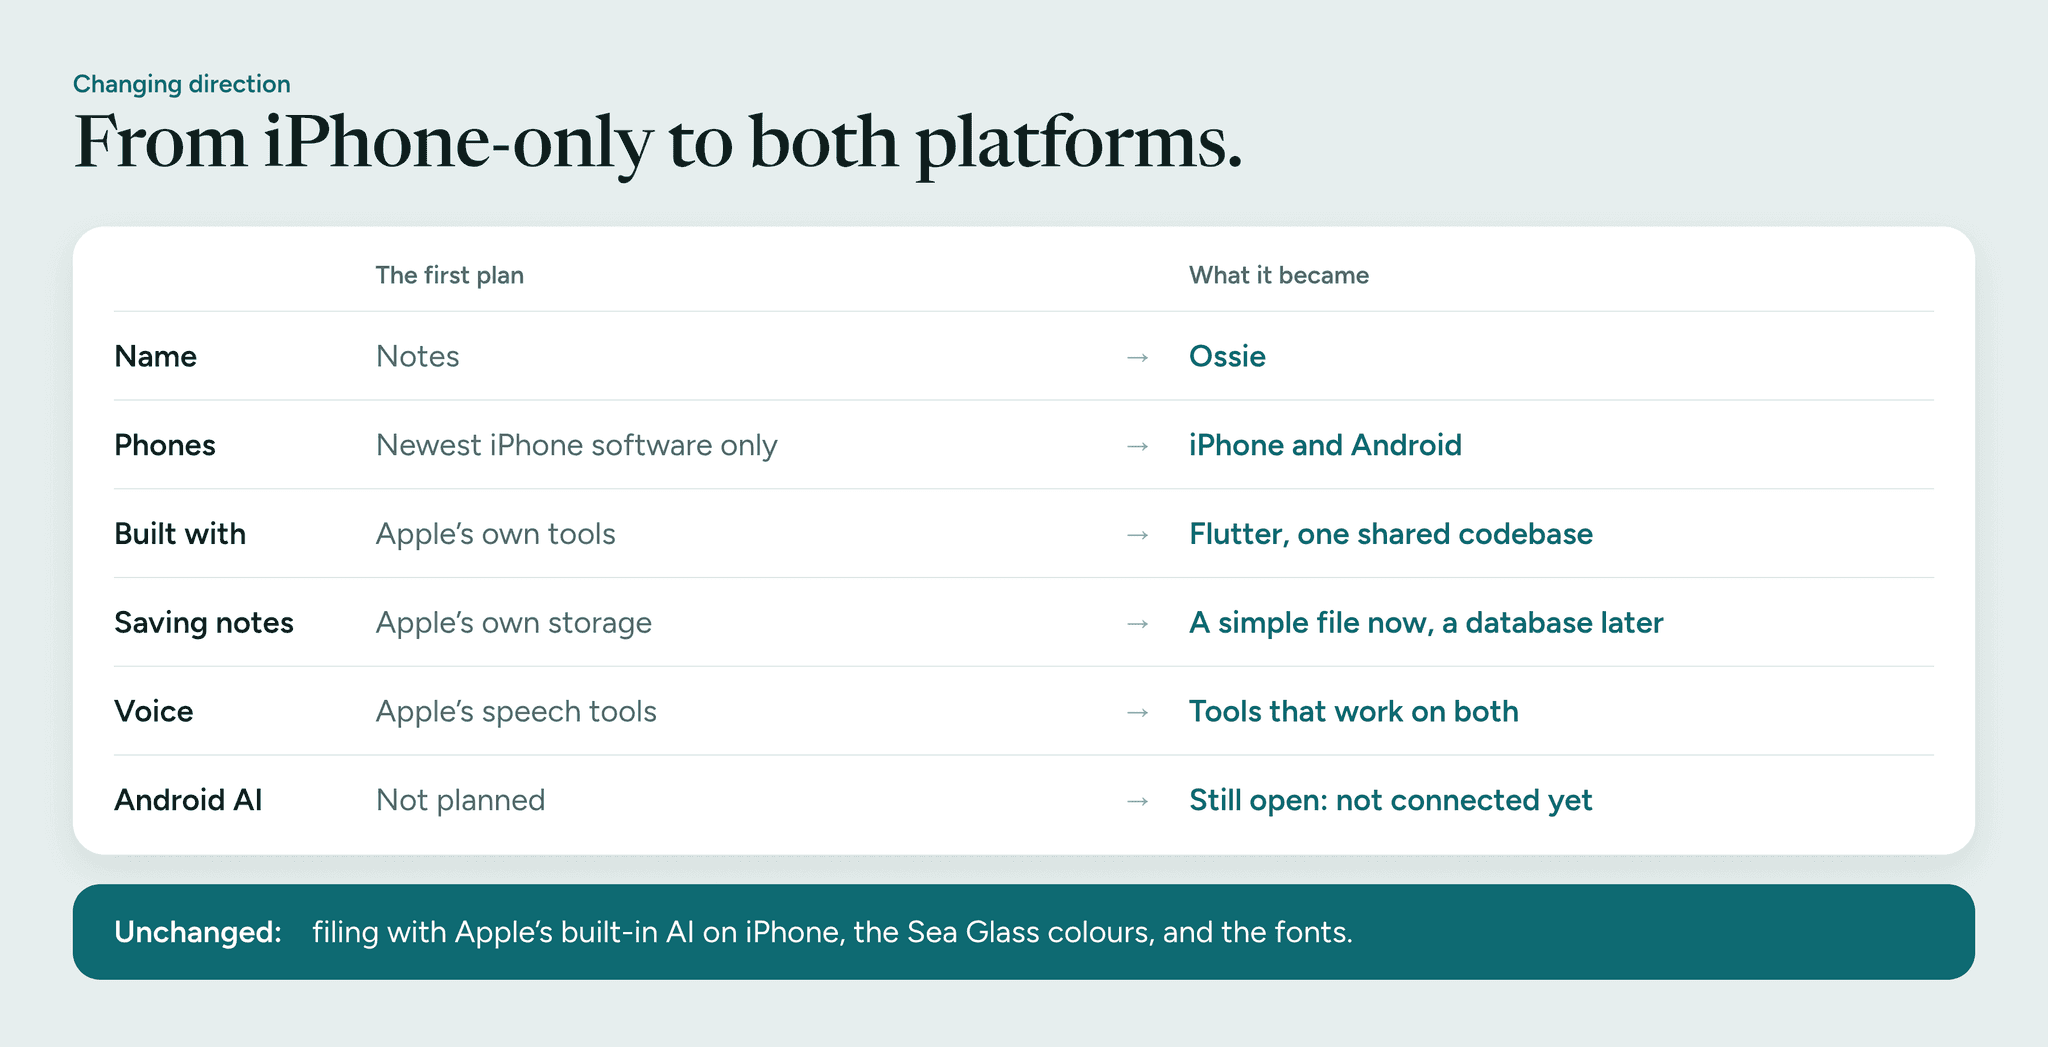 Changing direction
From iPhone-only to both platforms.
The first plan What it became
Name Notes → Ossie
Phones Newest iPhone software only → iPhone and Android
Built with Apple’s own tools → Flutter, one shared codebase
Saving notes Apple’s own storage → A simple file now, a database later
Voice Apple’s speech tools → Tools that work on both
Android AI Not planned → Still open: not connected yet
Unchanged: filing with Apple’s built-in AI on iPhone, the Sea Glass colours, and the fonts.